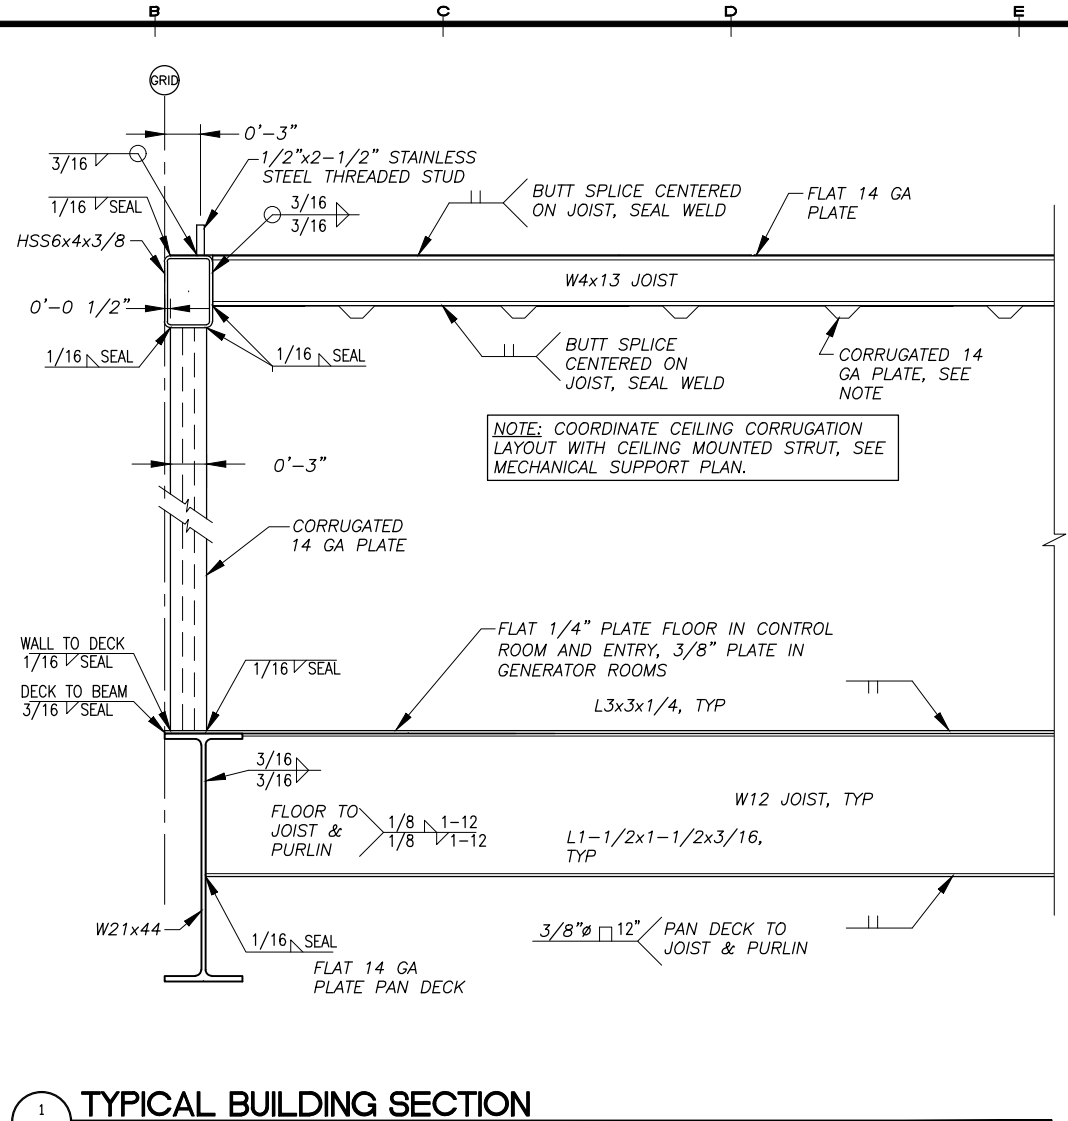 B C D E
GRID
0'-3"
3/16
1/2"x2-1/2" STAINLESS
STEEL THREADED STUD
1/16 SEAL
3/16
3/16
BUTT SPLICE CENTERED
ON JOIST, SEAL WELD
FLAT 14 GA
PLATE
HSS6x4x3/8
W4x13 JOIST
0'-0 1/2"
1/16 SEAL
1/16 SEAL
BUTT SPLICE
CENTERED ON
JOIST, SEAL WELD
CORRUGATED 14
GA PLATE, SEE
NOTE
NOTE: COORDINATE CEILING CORRUGATION
LAYOUT WITH CEILING MOUNTED STRUT, SEE
MECHANICAL SUPPORT PLAN.
0'-3"
CORRUGATED
14 GA PLATE
WALL TO DECK
1/16 SEAL
DECK TO BEAM
3/16 SEAL
1/16 SEAL
FLAT 1/4" PLATE FLOOR IN CONTROL
ROOM AND ENTRY, 3/8" PLATE IN
GENERATOR ROOMS
L3x3x1/4, TYP
3/16
3/16
W12 JOIST, TYP
FLOOR TO
JOIST &
PURLIN
1/8 1-12
1/8 1-12
L1-1/2x1-1/2x3/16,
TYP
W21x44
1/16 SEAL
FLAT 14 GA
PLATE PAN DECK
3/8"ø 12"
PAN DECK TO
JOIST & PURLIN
1 TYPICAL BUILDING SECTION